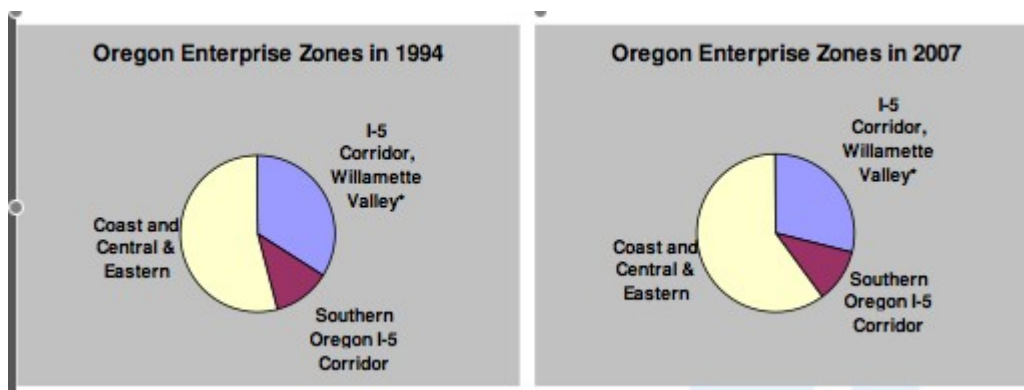 Oregon Enterprise Zones in 1994
I-5
Corridor,
Willamette
Valley*
Coast and
Central &
Eastern
Southern
Oregon I-5
Corridor
Oregon Enterprise Zones in 2007
I-5
Corridor,
Willamette
Valley*
Coast and
Central &
Eastern
Southern
Oregon I-5
Corridor